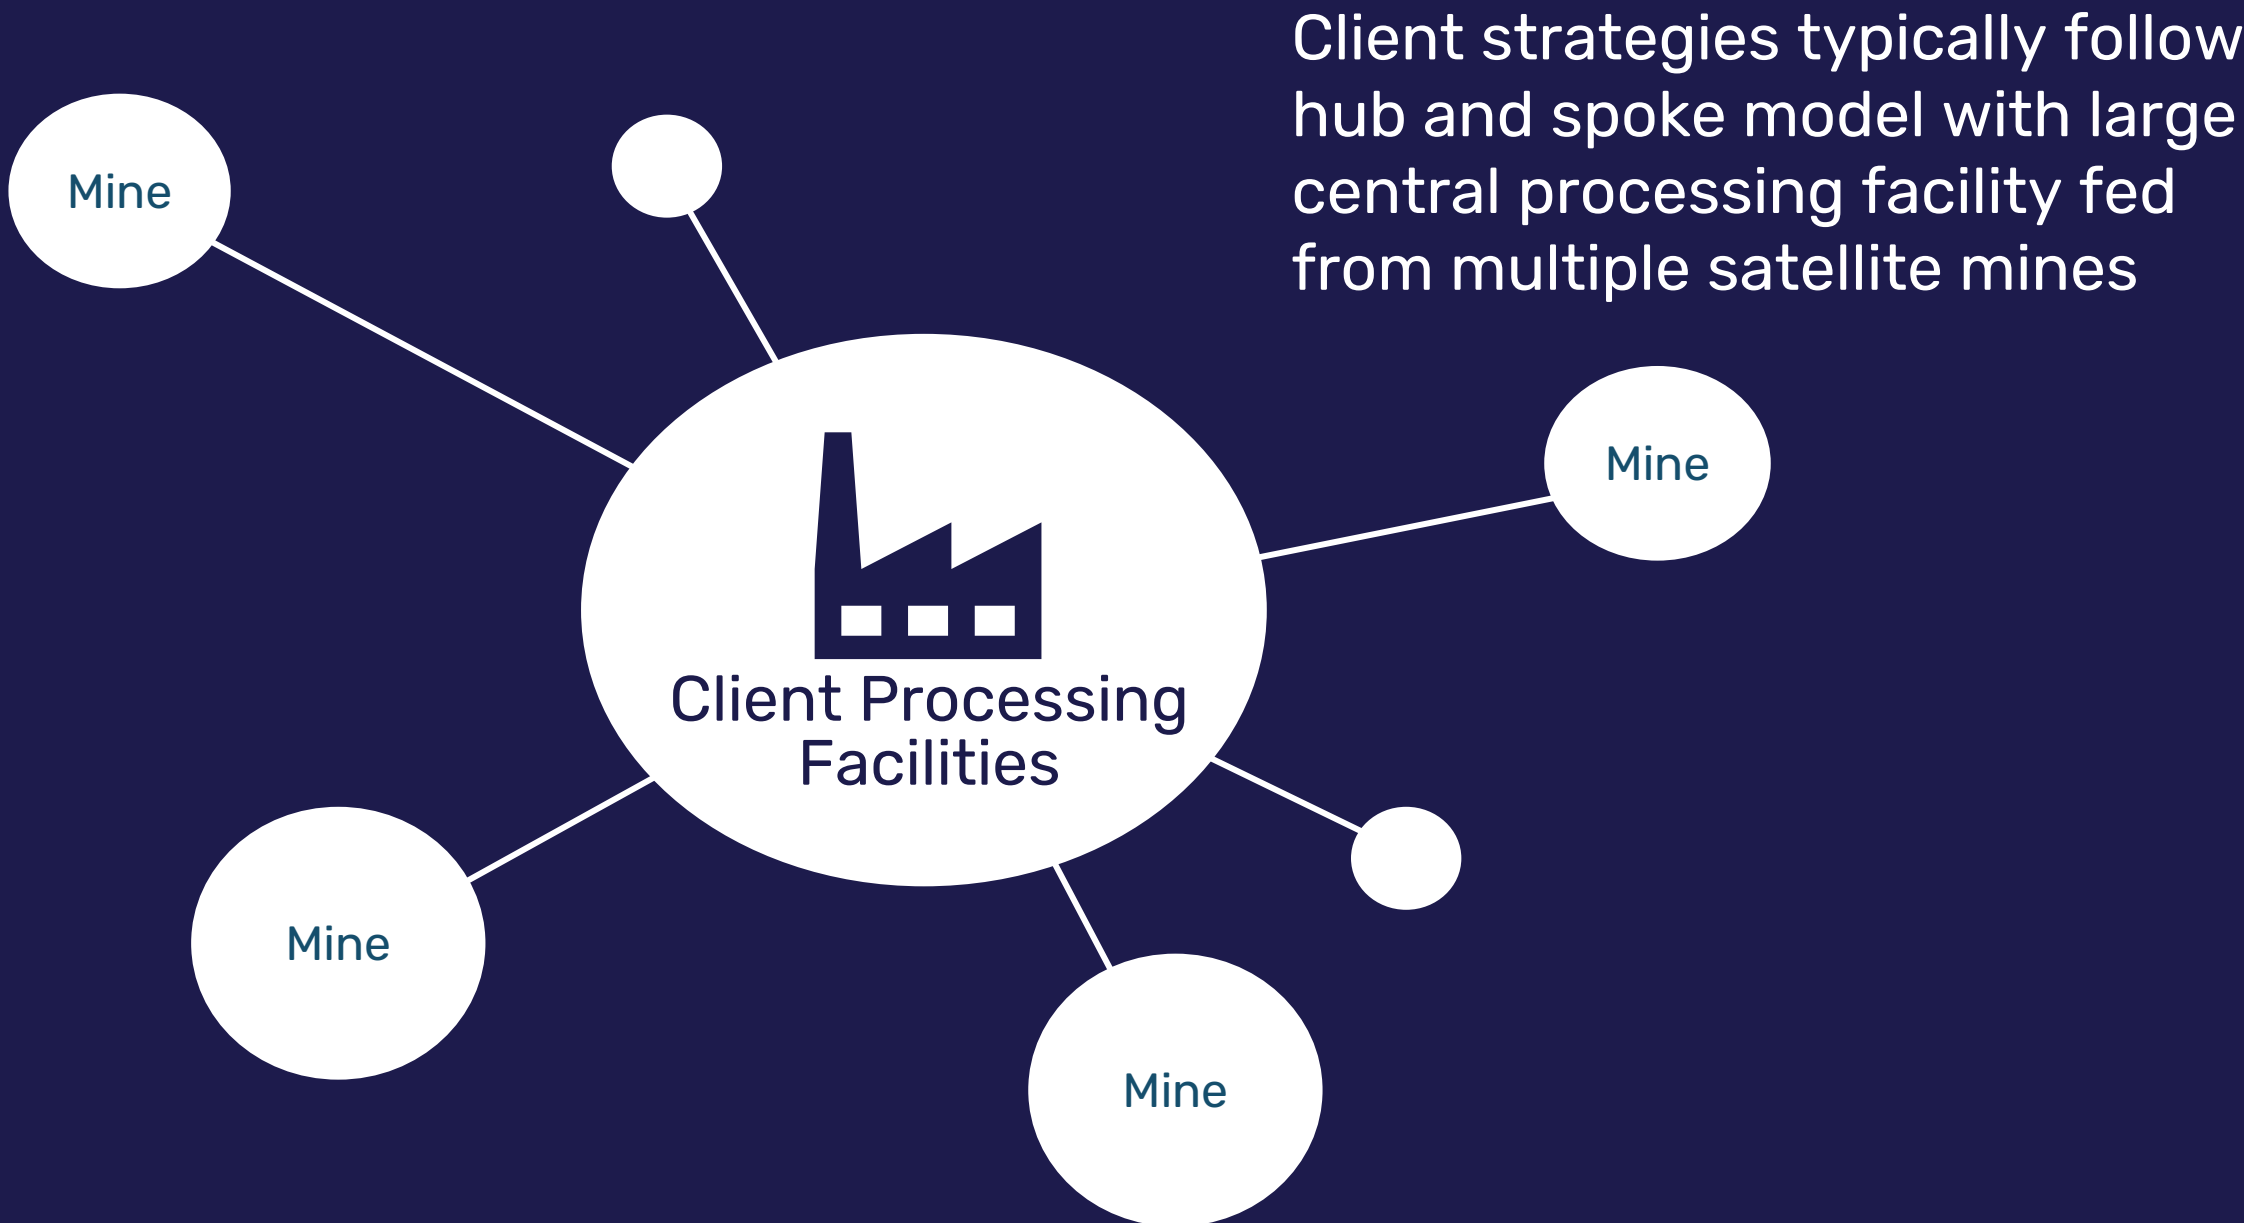 Client strategies typically follow
hub and spoke model with large
central processing facility fed
from multiple satellite mines
Mine
Mine
Client Processing
Facilities
Mine
Mine